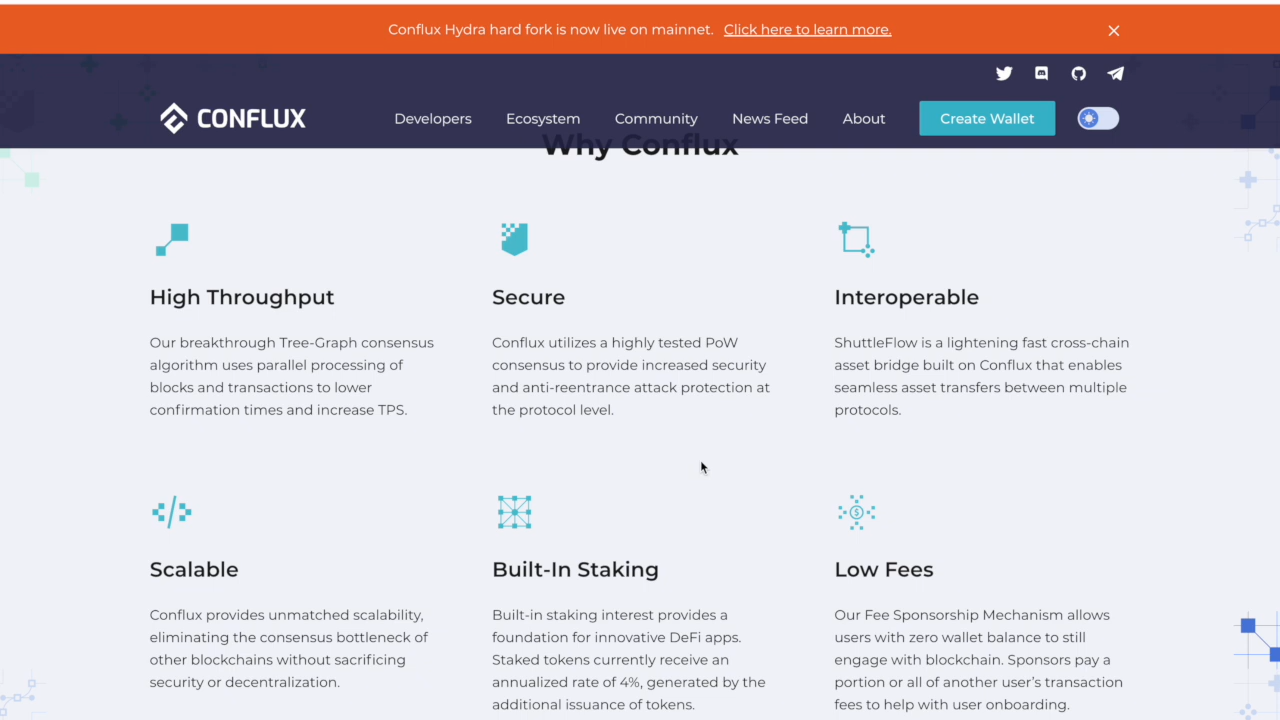 Conflux Hydra hard fork is now live on mainnet. Click here to learn more.
CONFLUX
Developers Ecosystem Community News Feed About Create Wallet
Why Conflux
High Throughput
Our breakthrough Tree-Graph consensus
algorithm uses parallel processing of
blocks and transactions to lower
confirmation times and increase TPS.
Secure
Conflux utilizes a highly tested PoW
consensus to provide increased security
and anti-reentrance attack protection at
the protocol level.
Interoperable
ShuttleFlow is a lightening fast cross-chain
asset bridge built on Conflux that enables
seamless asset transfers between multiple
protocols.
Scalable
Conflux provides unmatched scalability,
eliminating the consensus bottleneck of
other blockchains without sacrificing
security or decentralization.
Built-In Staking
Built-in staking interest provides a
foundation for innovative DeFi apps.
Staked tokens currently receive an
annualized rate of 4%, generated by the
additional issuance of tokens.
Low Fees
Our Fee Sponsorship Mechanism allows
users with zero wallet balance to still
engage with blockchain. Sponsors pay a
portion or all of another user’s transaction
fees to help with user onboarding.